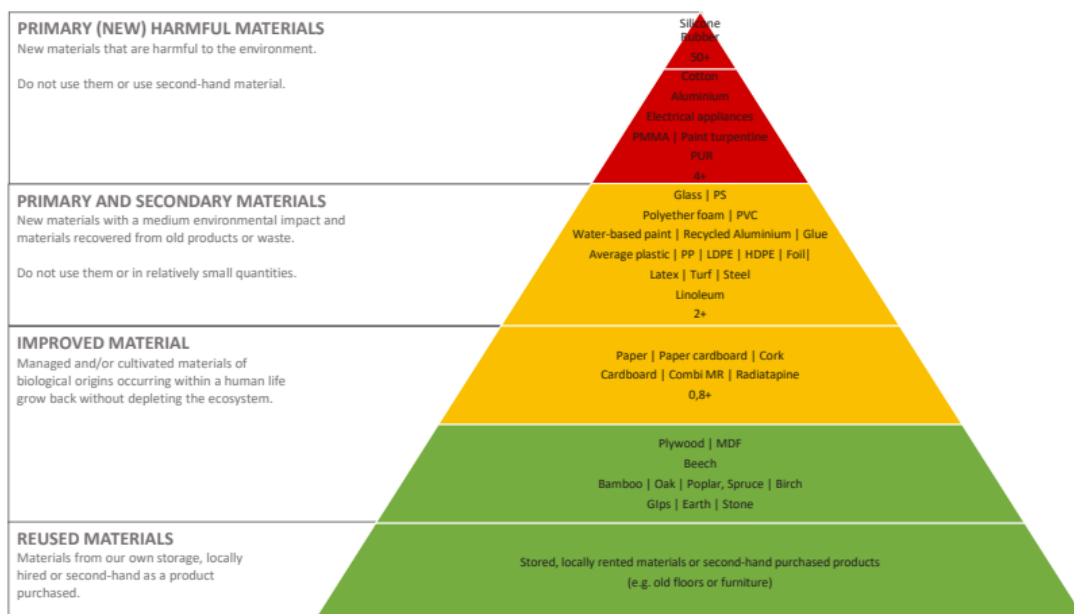 PRIMARY (NEW) HARMFUL MATERIALS
New materials that are harmful to the environment.
Do not use them or use second-hand material.
PRIMARY AND SECONDARY MATERIALS
New materials with a medium environmental impact and
materials recovered from old products or waste.
Do not use them or in relatively small quantities.
IMPROVED MATERIAL
Managed and/or cultivated materials of
biological origins occurring within a human life
grow back without depleting the ecosystem.
REUSED MATERIALS
Materials from our own storage, locally
hired or second-hand as a product
purchased.
Silicone
Rubber
50+
Cotton
Aluminium
Electrical appliances
PMMA | Paint turpentine
PUR
4+
Glass | PS
Polyether foam | PVC
Water-based paint | Recycled Aluminium | Glue
Average plastic | PP | LDPE | HDPE | Foil|
Latex | Turf | Steel
Linoleum
2+
Paper | Paper cardboard | Cork
Cardboard | Combi MR | Radiatapine
0,8+
Plywood | MDF
Beech
Bamboo | Oak | Poplar, Spruce | Birch
GIps | Earth | Stone
Stored, locally rented materials or second-hand purchased products
(e.g. old floors or furniture)